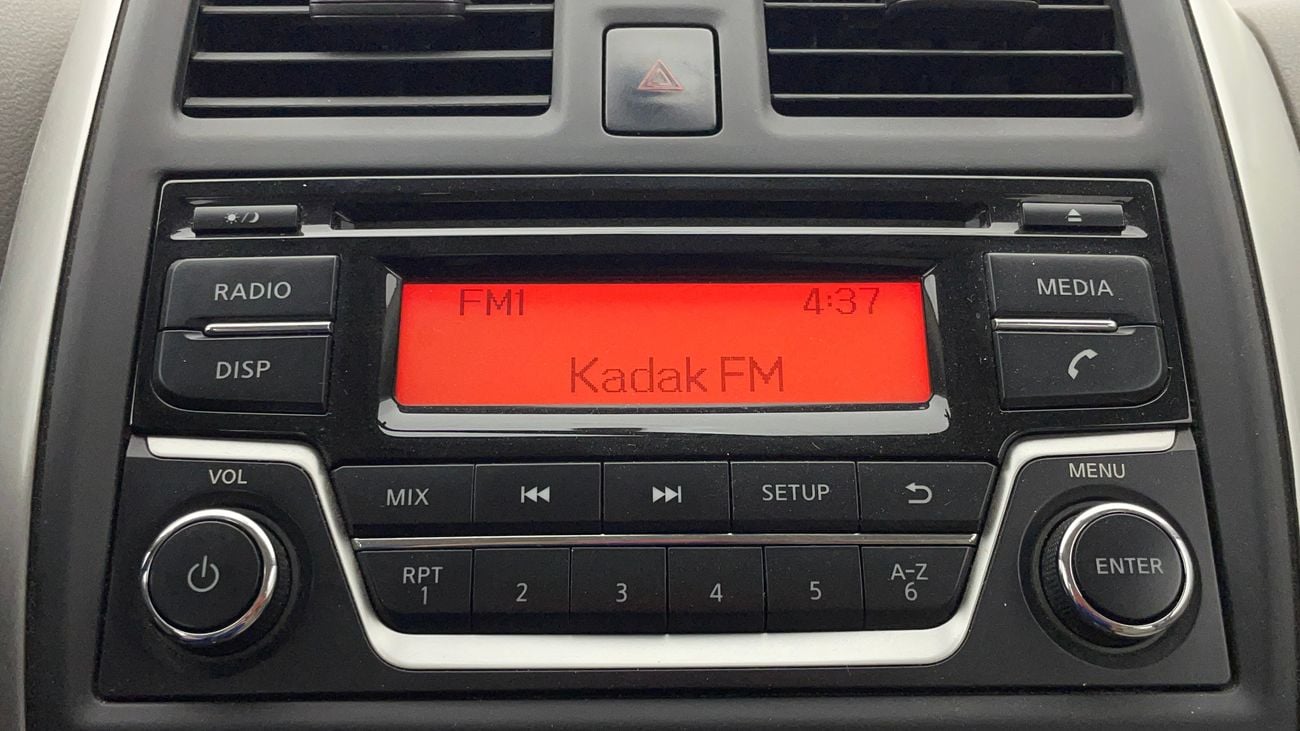 RADIO
DISP
FM1 4:37
Kadak FM
MEDIA
VOL
MENU
MIX SETUP
ENTER
RPT A-Z
1 2 3 4 5 6